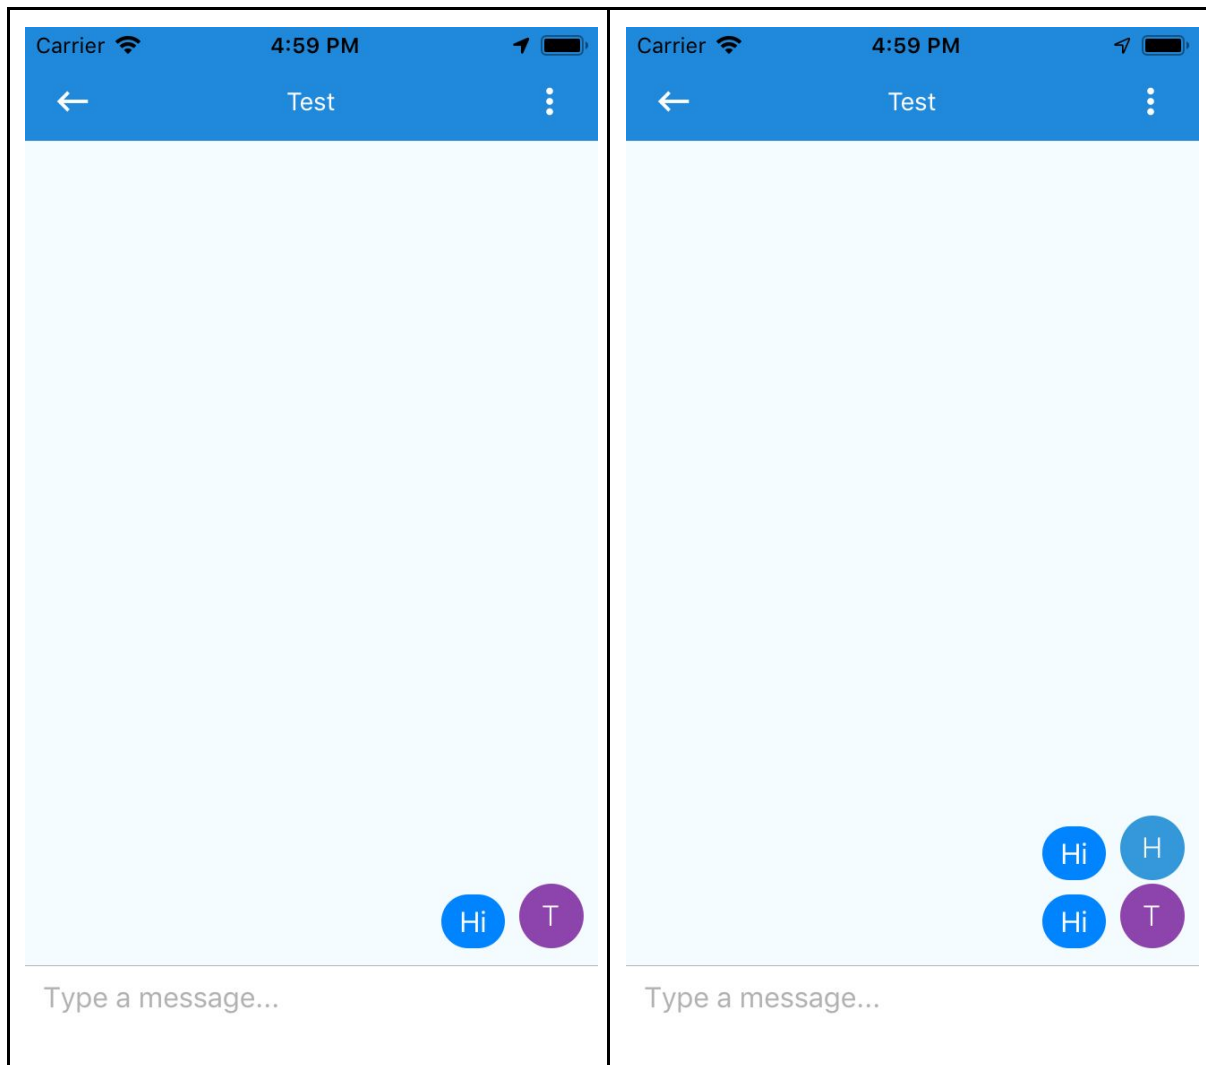 Carrier 4:59 PM
Test
Hi T
Type a message...
Carrier 4:59 PM
Test
Hi H
Hi T
Type a message...